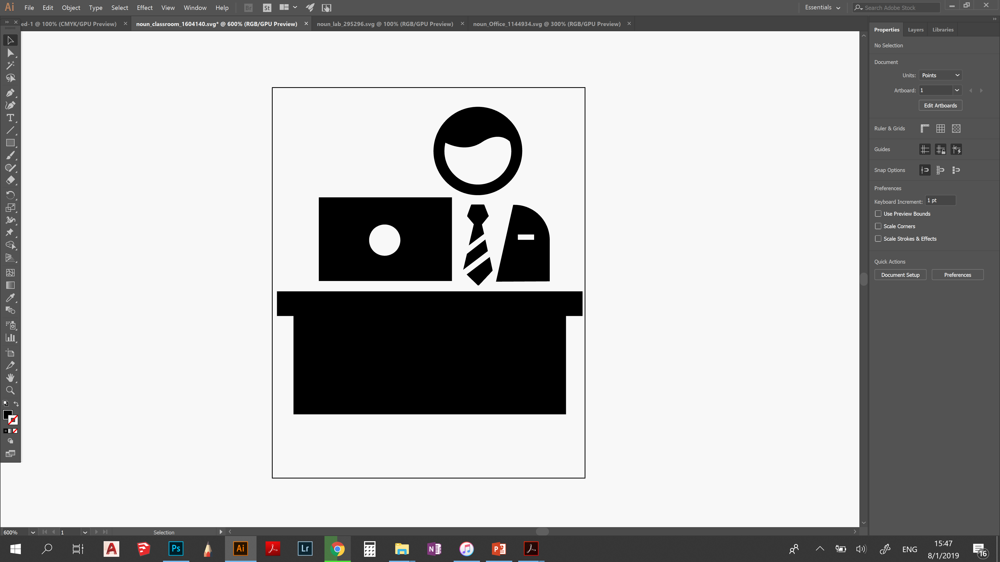 Ai File Edit Object Type Select Effect View Window Help Br St Essentials Search Adobe Stock
ed-1 @ 100% (CMYK/GPU Preview) noun_classroom_1604140.svg* @ 600% (RGB/GPU Preview) noun_lab_295296.svg @ 100% (RGB/GPU Preview) noun_Office_1144934.svg @ 300% (RGB/GPU Preview)
Properties Layers Libraries
No Selection
Document
Units: Points
Artboard: 1
Edit Artboards
Ruler & Grids
Guides
Snap Options
Preferences
Keyboard Increment: 1 pt
Use Preview Bounds
Scale Corners
Scale Strokes & Effects
Quick Actions
Document Setup Preferences
600% 1 Selection
Ps Ai Lr N P ENG 15:47
8/1/2019 16